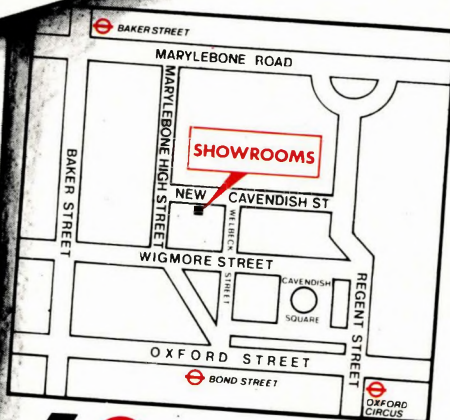 BAKER STREET
MARYLEBONE ROAD
MARYLEBONE HIGH STREET
SHOWROOMS
BAKER STREET
NEW CAVENDISH ST
WELBECK STREET
WIGMORE STREET
CAVENDISH
SQUARE
REGENT STREET
OXFORD STREET
BOND STREET
OXFORD
CIRCUS